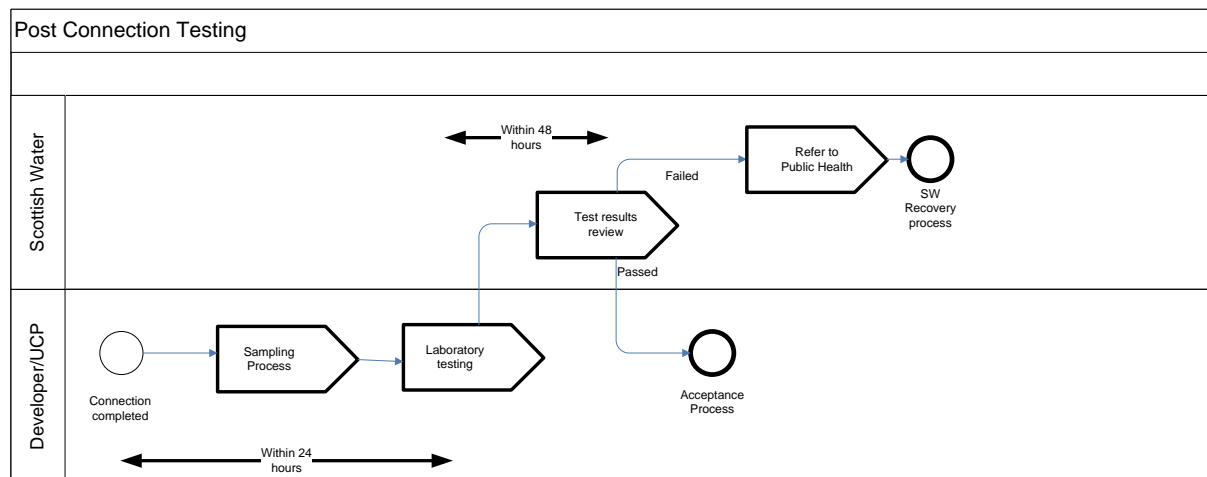 Post Connection Testing
Scottish Water
Within 48
hours
Refer to
Public Health
Failed
SW
Recovery
process
Test results
review
Passed
Developer/UCP
Connection
completed
Sampling
Process
Laboratory
testing
Acceptance
Process
Within 24
hours